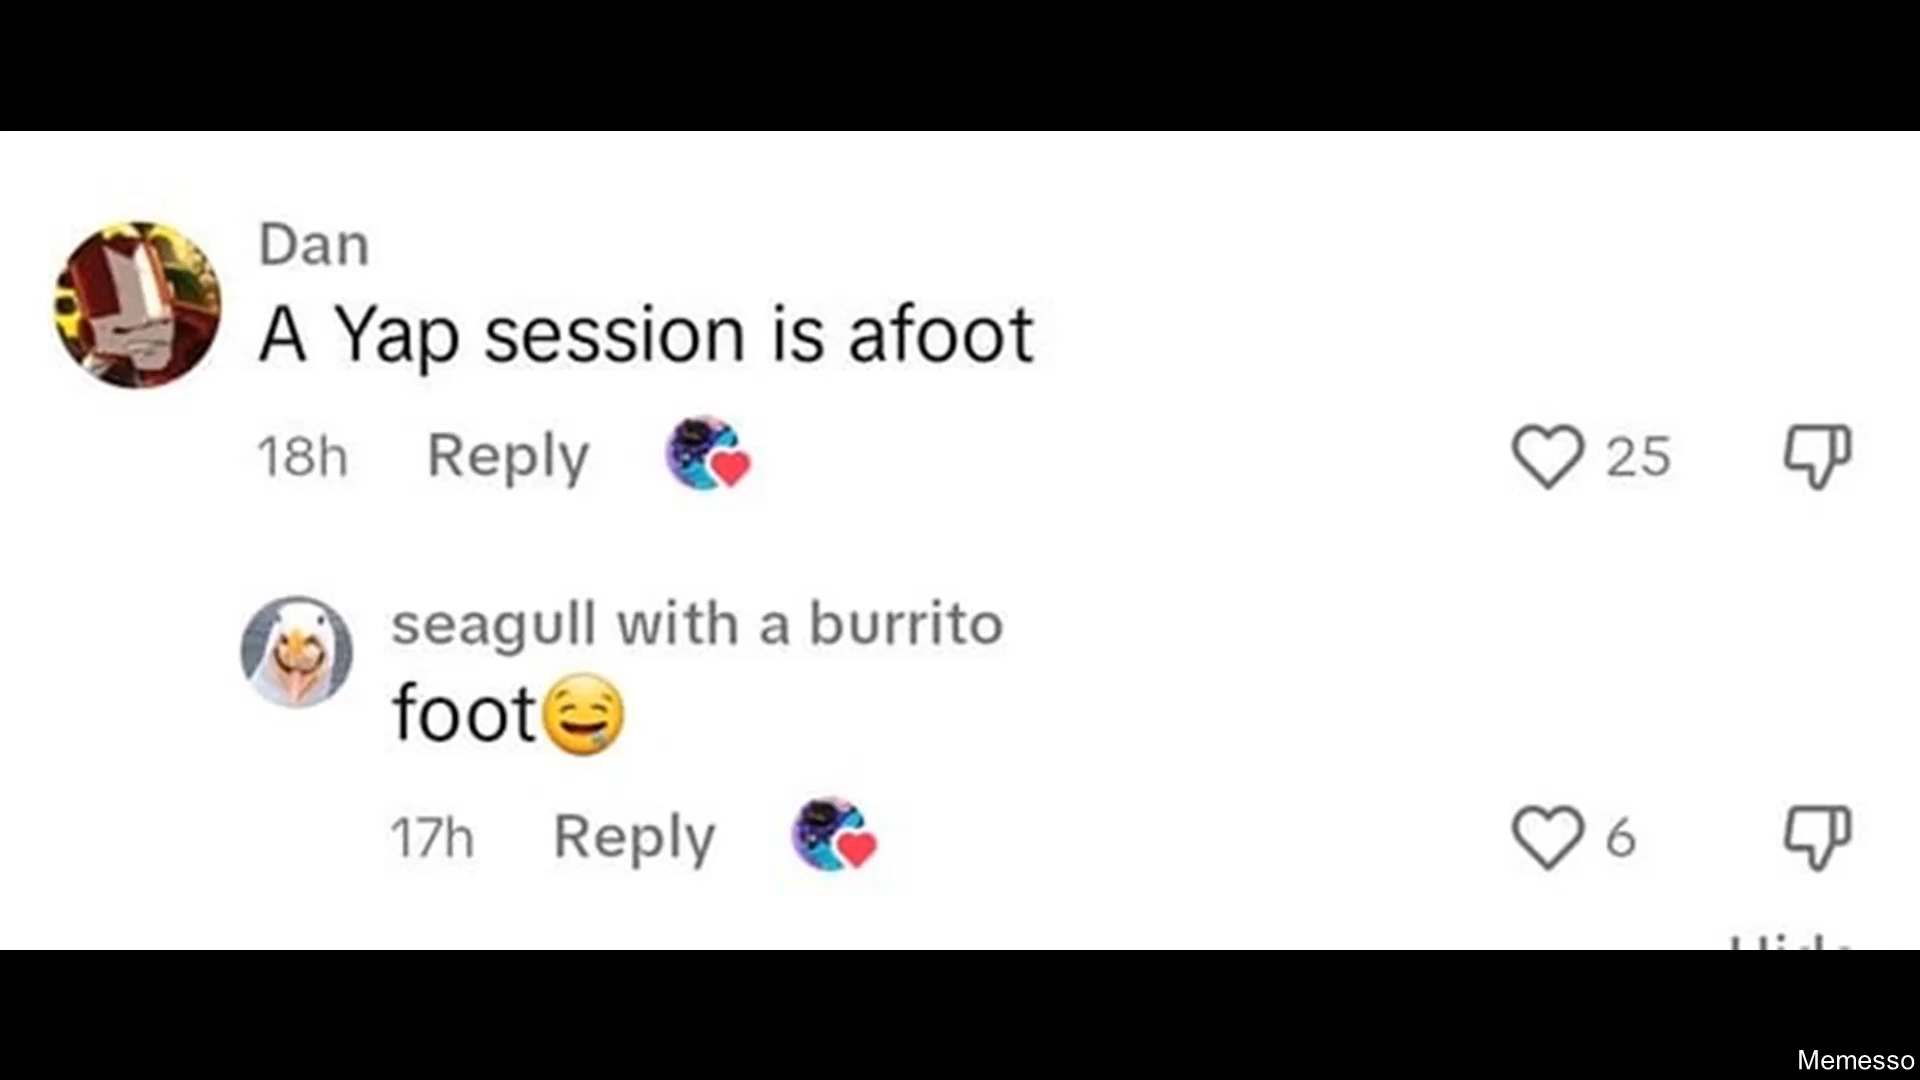 Dan
A Yap session is afoot
18h Reply 25
seagull with a burrito
foot🤤
17h Reply 6
Memesso